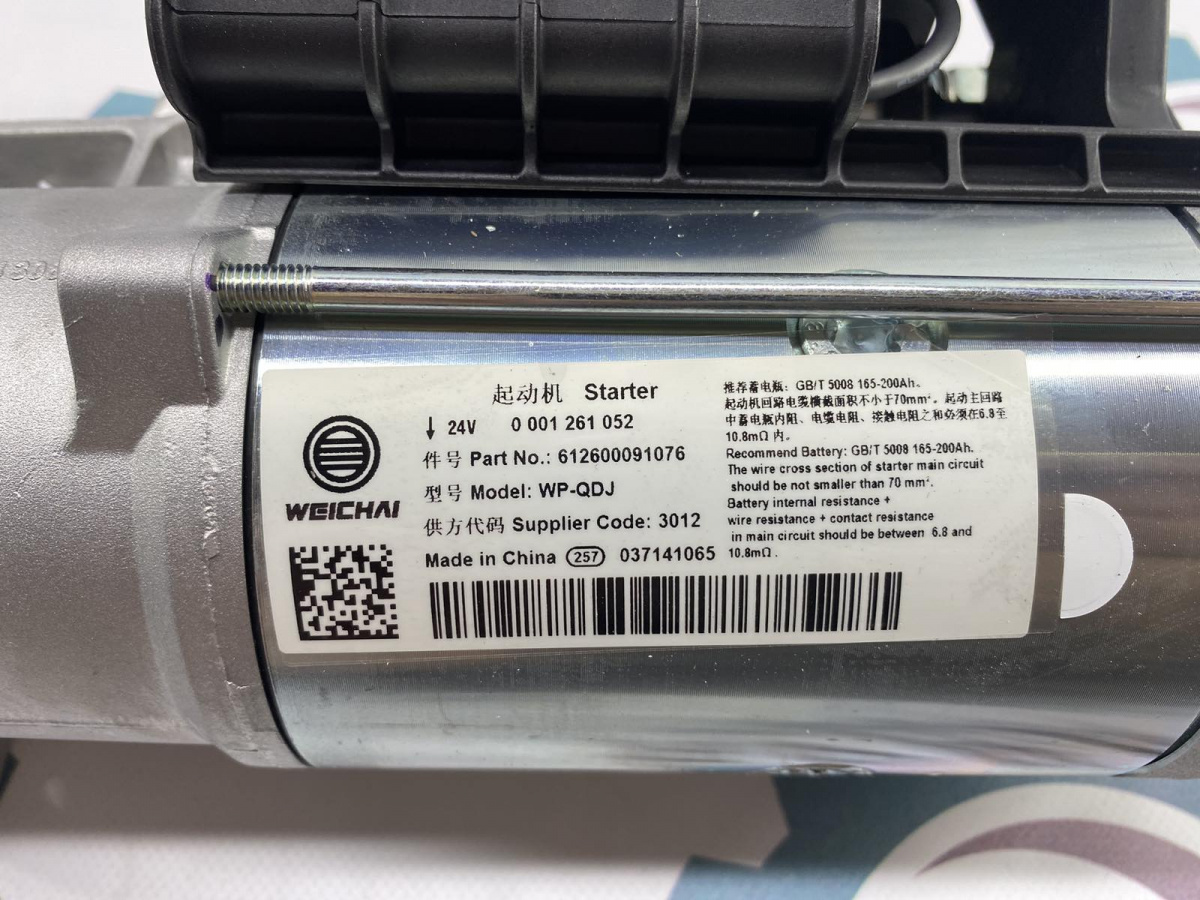 起动机 Starter
↓ 24V 0 001 261 052
件号 Part No.: 612600091076
型号 Model: WP-QDJ
供方代码 Supplier Code: 3012
Made in China 257 037141065
WEICHAI
推荐蓄电瓶: GB/T 5008 165-200Ah。
起动机回路电缆横截面积不小于70mm²。起动主回路
中蓄电瓶内阻、电缆电阻、接触电阻之和必须在6.8至
10.8mΩ 内。
Recommend Battery: GB/T 5008 165-200Ah.
The wire cross section of starter main circuit
should be not smaller than 70 mm².
Battery internal resistance +
wire resistance + contact resistance
in main circuit should be between 6.8 and
10.8mΩ .